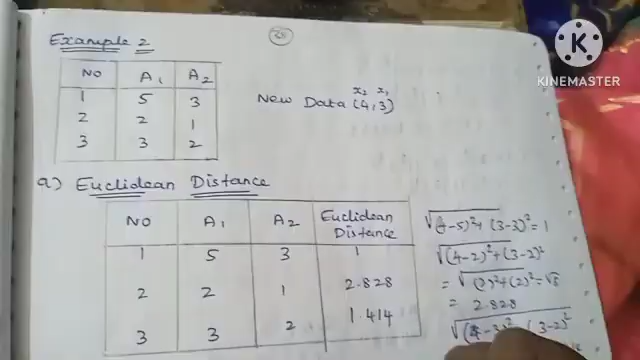 25
Example 2
NO A1 A2
1 5 3
2 2 1
3 3 2
x2 x1
New Data (4,3)
K
KINEMASTER
a) Euclidean Distance
NO A1 A2 Euclidean Distance
1 5 3 1
2 2 1 2.828
3 3 2 1.414
√(4-5)²+(3-3)² = 1
√(4-2)²+(3-2)²
= √(2)²+(2)² = √8
= 2.828
√(4-3)² (3-2)²